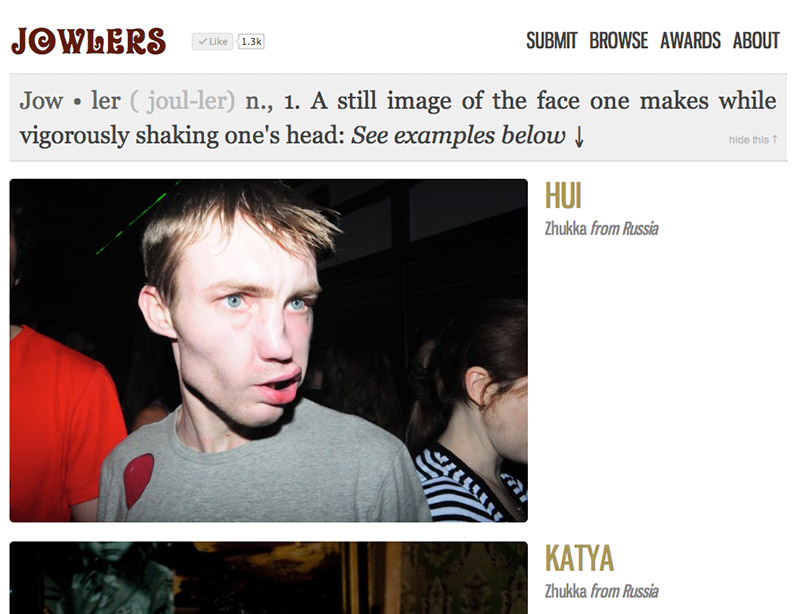 JOWLERS
Like 1.3k
SUBMIT BROWSE AWARDS ABOUT
Jow • ler ( joul-ler) n., 1. A still image of the face one makes while
vigorously shaking one's head: See examples below ↓
hide this ↑
HUI
Zhukka from Russia
KATYA
Zhukka from Russia